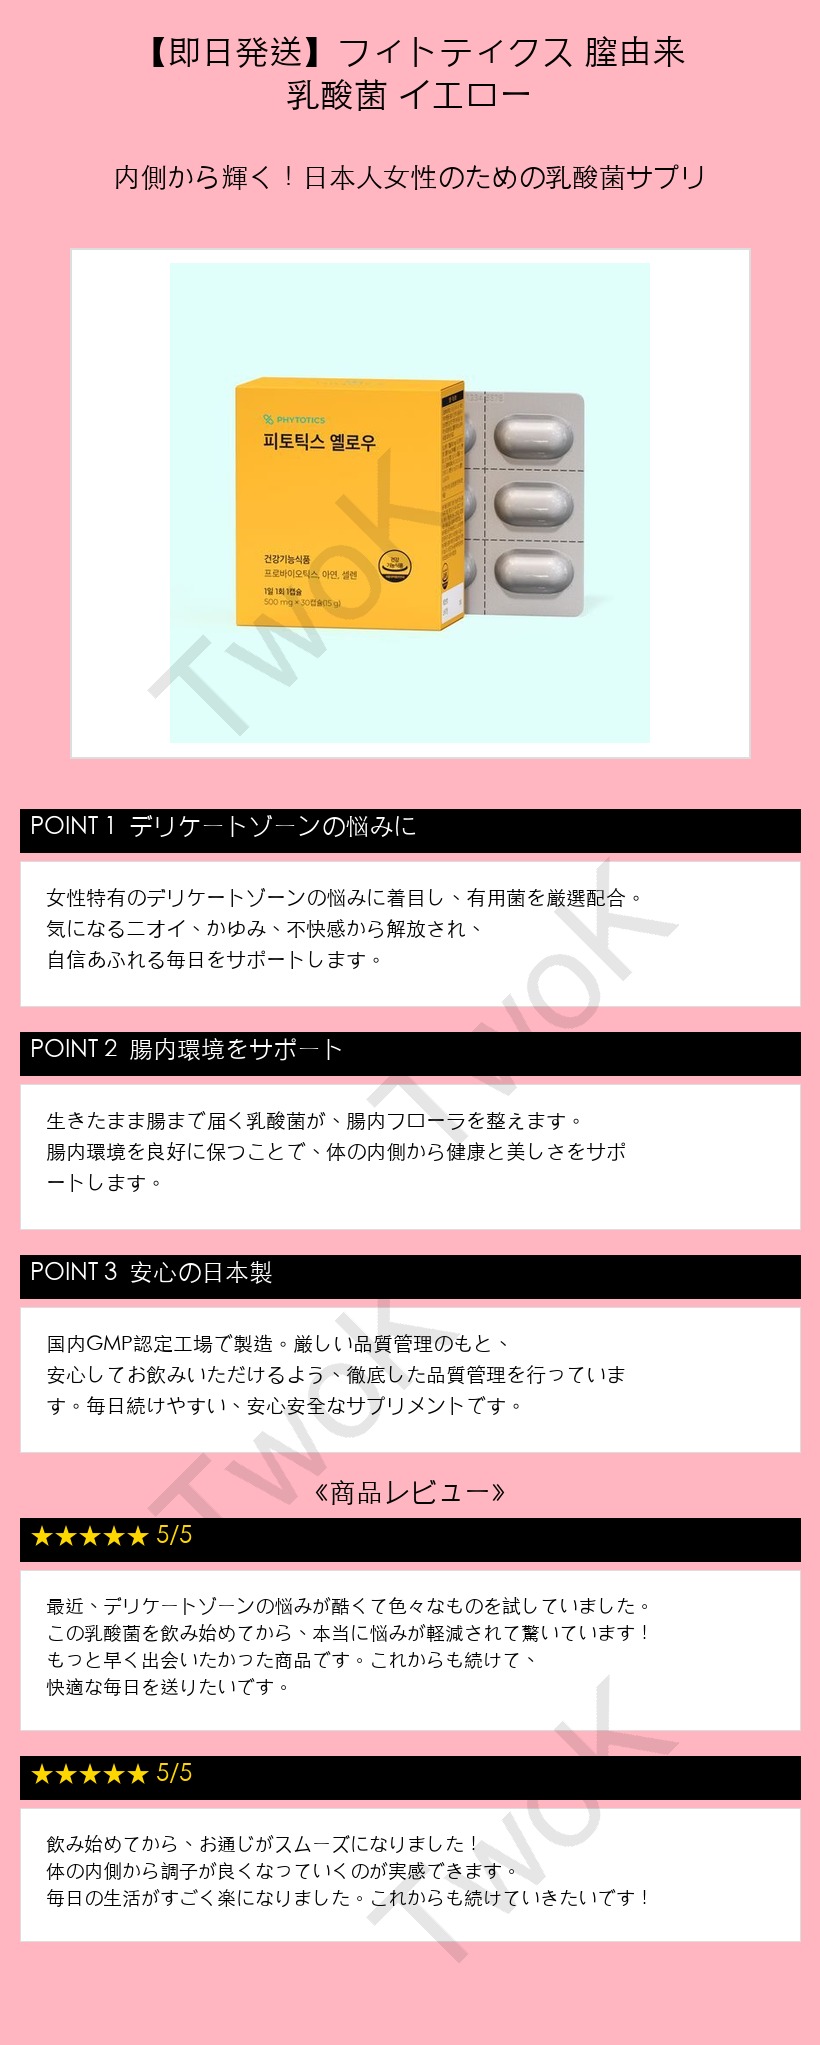 【即日発送】フィトティクス 膣由来
乳酸菌 イエロー
内側から輝く！日本人女性のための乳酸菌サプリ
PHYTOTICS
피토틱스 옐로우
건강기능식품
프로바이오틱스, 아연, 셀렌
1일 1회 1캡슐
500 mg × 30캡슐(15 g)
건강
기능식품
TwoK
POINT 1 デリケートゾーンの悩みに
女性特有のデリケートゾーンの悩みに着目し、有用菌を厳選配合。
気になるニオイ、かゆみ、不快感から解放され、
自信あふれる毎日をサポートします。
TwoK
POINT 2 腸内環境をサポート
生きたまま腸まで届く乳酸菌が、腸内フローラを整えます。
腸内環境を良好に保つことで、体の内側から健康と美しさをサポ
ートします。
POINT 3 安心の日本製
国内GMP認定工場で製造。厳しい品質管理のもと、
安心してお飲みいただけるよう、徹底した品質管理を行っていま
す。毎日続けやすい、安心安全なサプリメントです。
TwoK
《商品レビュー》
★★★★★ 5/5
最近、デリケートゾーンの悩みが酷くて色々なものを試していました。
この乳酸菌を飲み始めてから、本当に悩みが軽減されて驚いています！
もっと早く出会いたかった商品です。これからも続けて、
快適な毎日を送りたいです。
★★★★★ 5/5
飲み始めてから、お通じがスムーズになりました！
体の内側から調子が良くなっていくのが実感できます。
毎日の生活がすごく楽になりました。これからも続けていきたいです！
TwoK